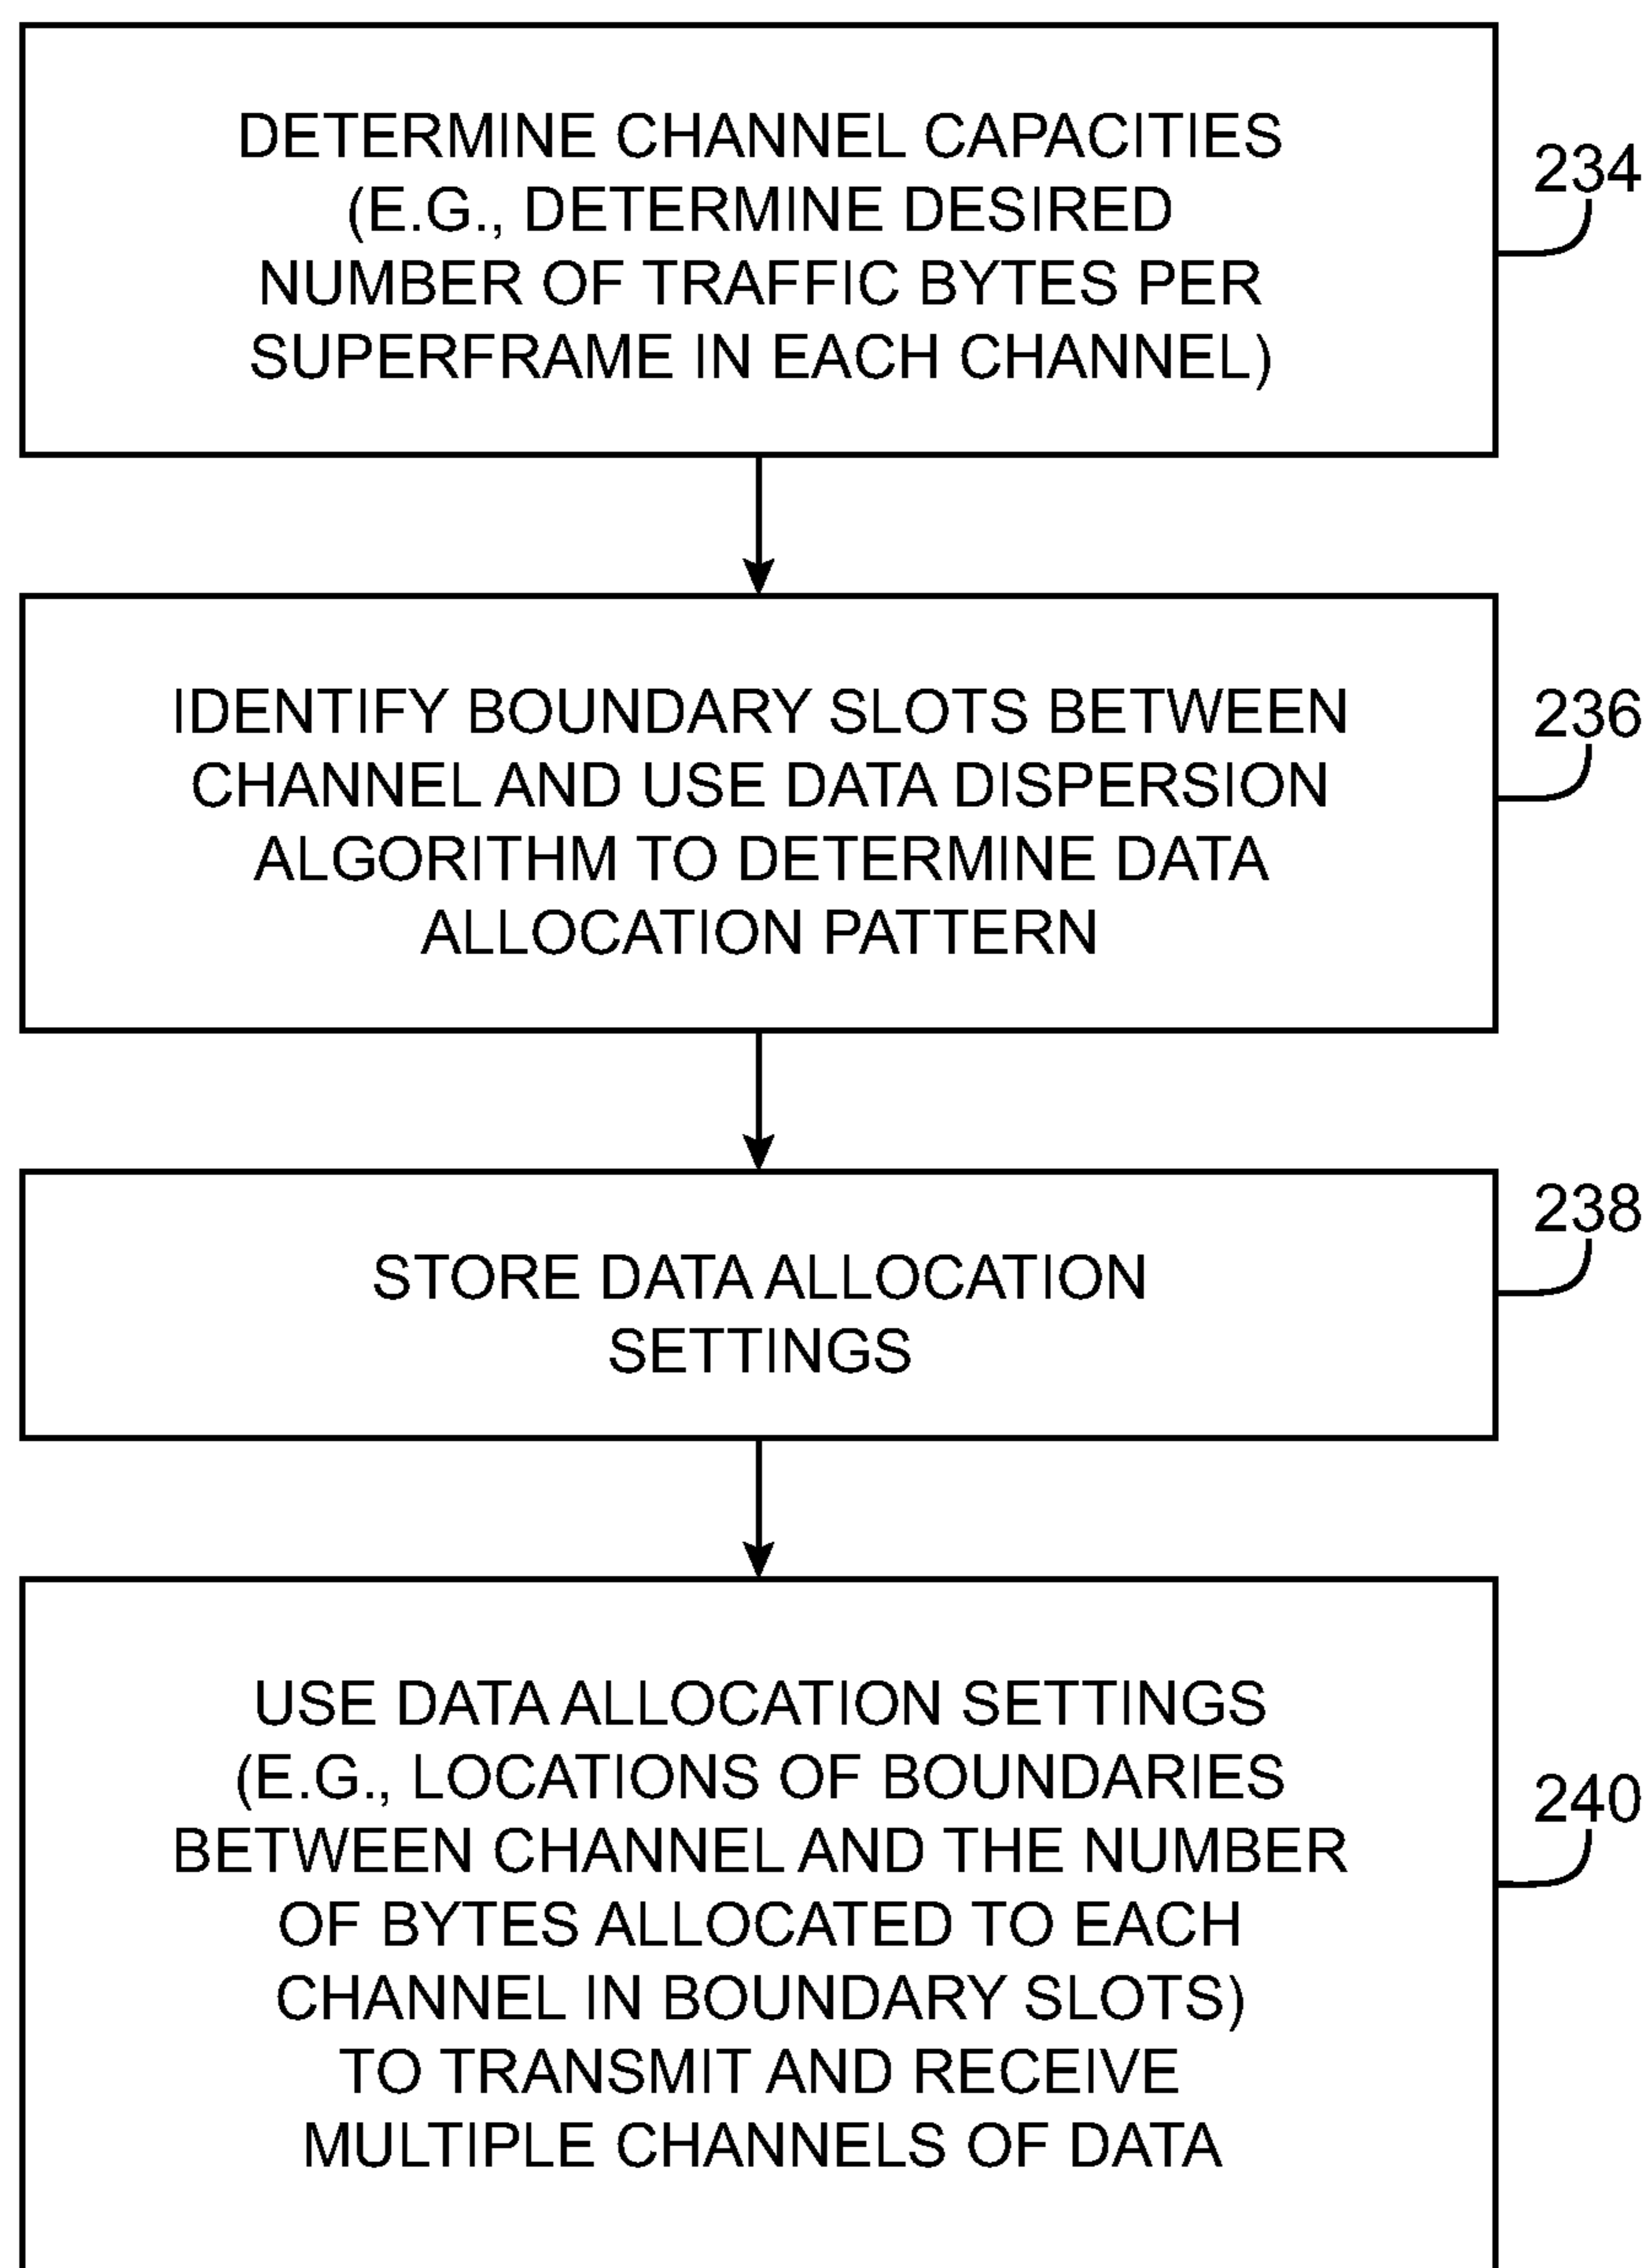 DETERMINE CHANNEL CAPACITIES
(E.G., DETERMINE DESIRED
NUMBER OF TRAFFIC BYTES PER
SUPERFRAME IN EACH CHANNEL)
234
IDENTIFY BOUNDARY SLOTS BETWEEN
CHANNEL AND USE DATA DISPERSION
ALGORITHM TO DETERMINE DATA
ALLOCATION PATTERN
236
STORE DATA ALLOCATION
SETTINGS
238
USE DATA ALLOCATION SETTINGS
(E.G., LOCATIONS OF BOUNDARIES
BETWEEN CHANNEL AND THE NUMBER
OF BYTES ALLOCATED TO EACH
CHANNEL IN BOUNDARY SLOTS)
TO TRANSMIT AND RECEIVE
MULTIPLE CHANNELS OF DATA
240